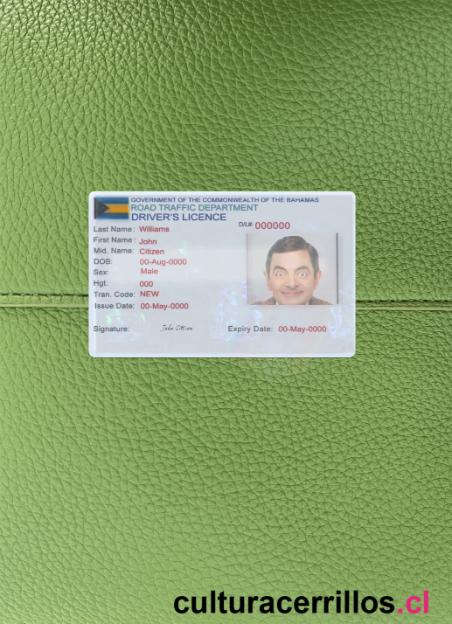 GOVERNMENT OF THE COMMONWEALTH OF THE BAHAMAS
ROAD TRAFFIC DEPARTMENT
DRIVER'S LICENCE
D/L# 000000
Last Name: Williams
First Name: John
Mid. Name: Citizen
DOB: 00-Aug-0000
Sex: Male
Hgt: 000
Tran. Code: NEW
Issue Date: 00-May-0000
Signature: John Citizen Expiry Date: 00-May-0000
culturacerrillos.cl